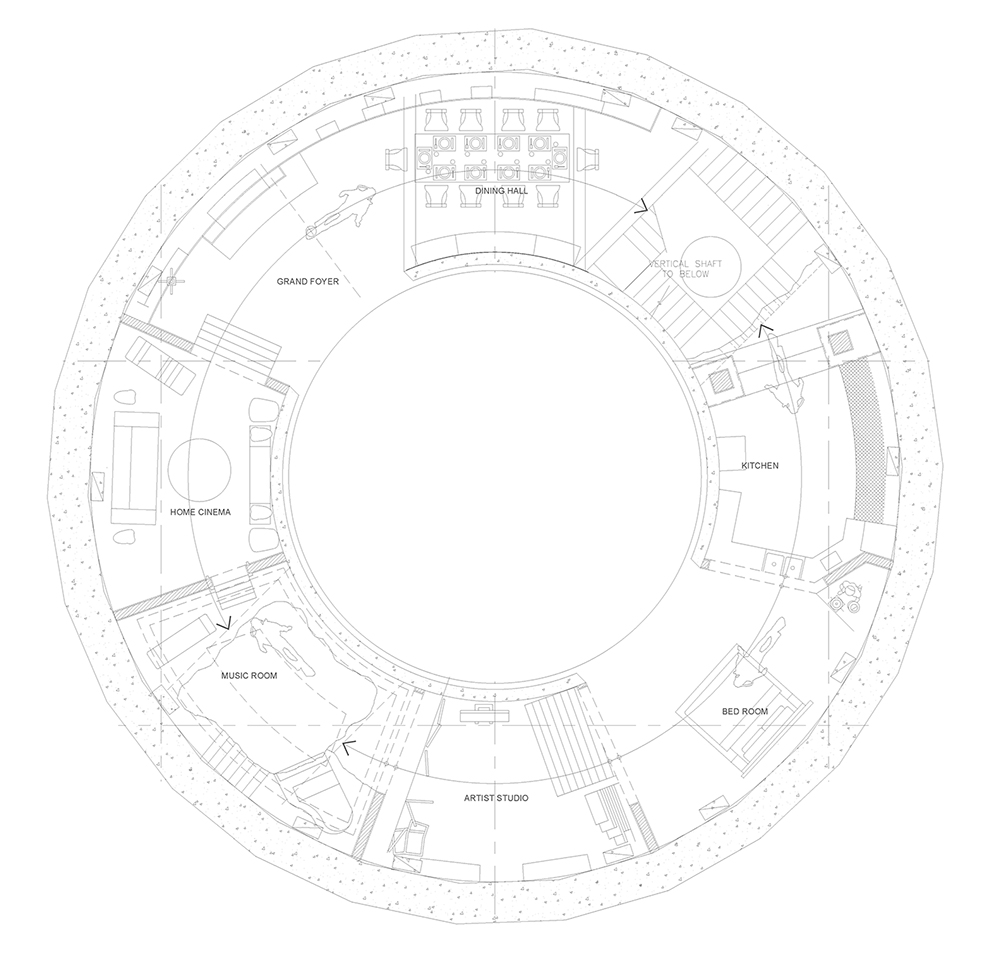 DINING HALL
VERTICAL SHAFT
TO BELOW
GRAND FOYER
KITCHEN
HOME CINEMA
MUSIC ROOM
BED ROOM
ARTIST STUDIO